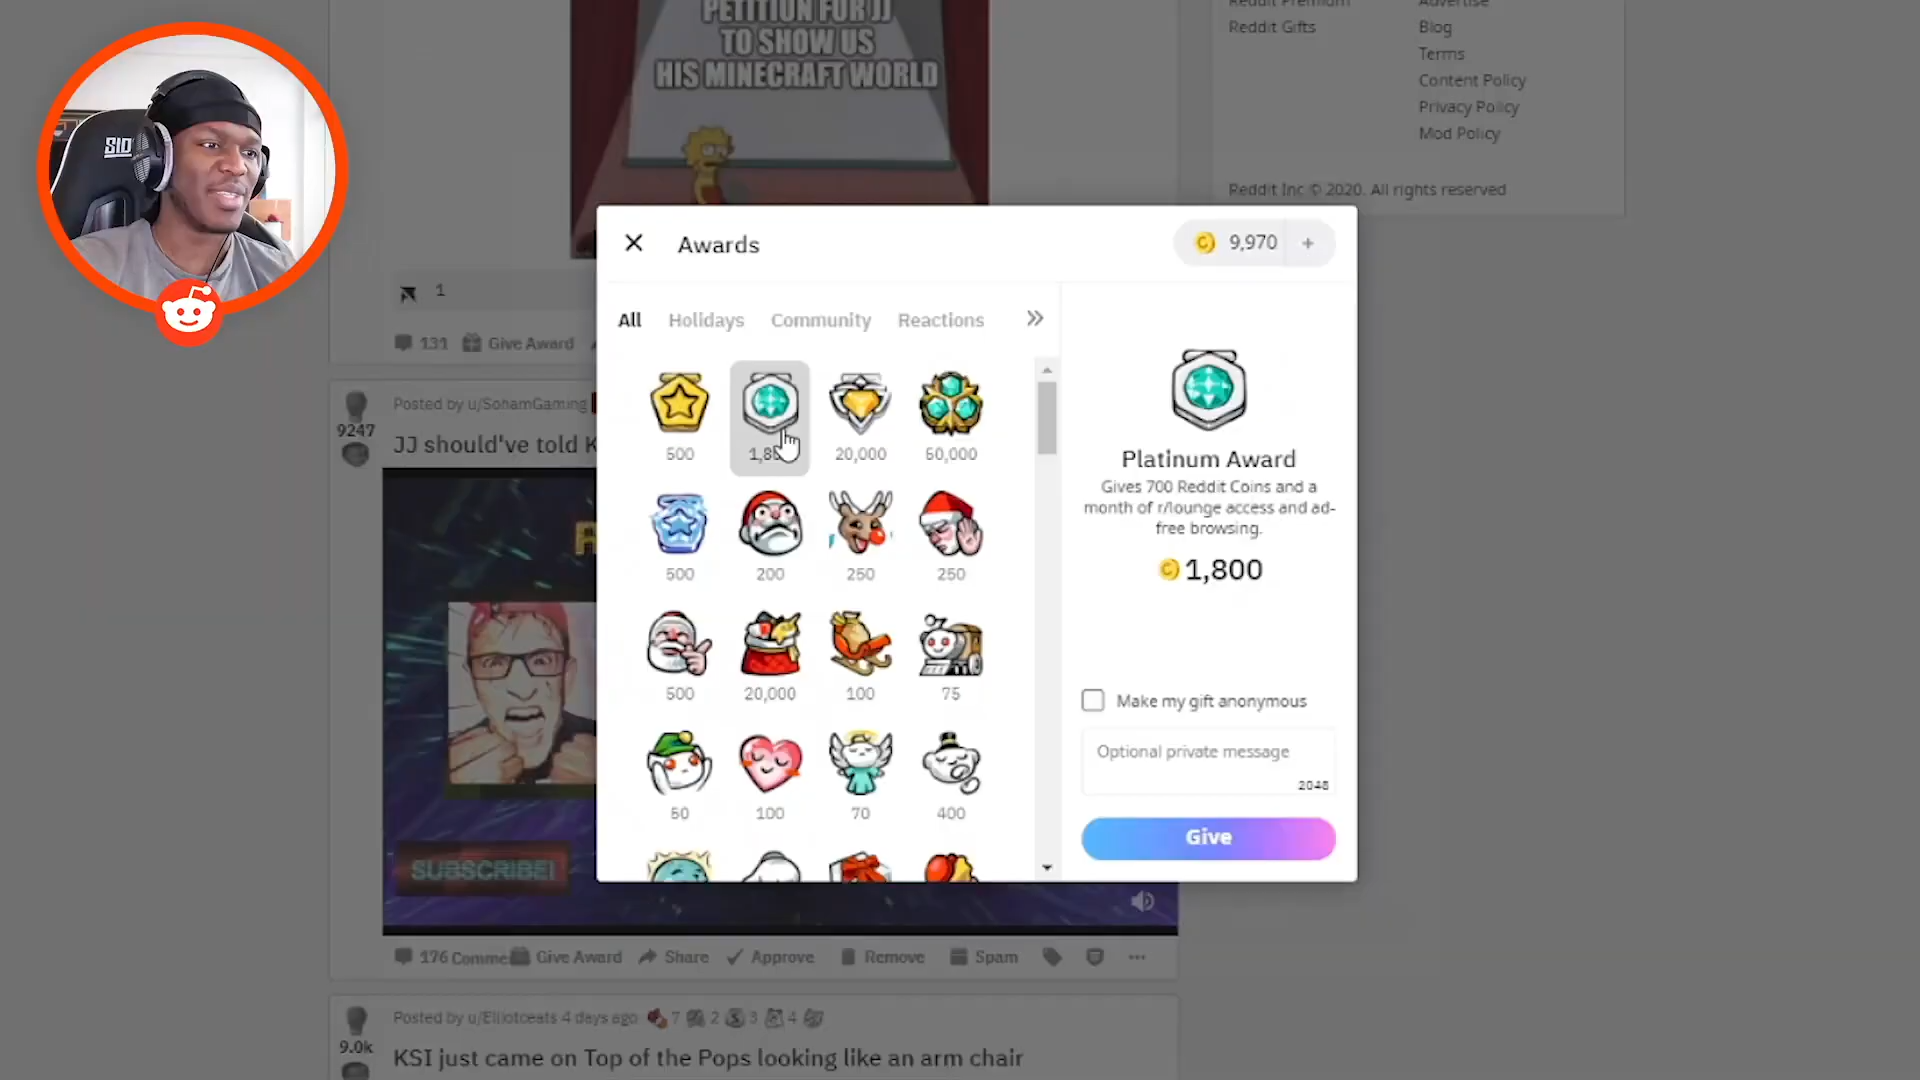 PETITION FOR JJ
TO SHOW US
HIS MINECRAFT WORLD
Reddit Premium
Advertise
Reddit Gifts
Blog
Terms
Content Policy
Privacy Policy
Mod Policy
Reddit Inc © 2020. All rights reserved
SID
Awards
9,970 +
All Holidays Community Reactions
1
131 Give Award
500
20,000
50,000
500
200
250
250
500
20,000
100
75
50
100
70
400
Platinum Award
Gives 700 Reddit Coins and a
month of r/lounge access and ad-
free browsing.
1,800
Make my gift anonymous
Optional private message
2048
Give
Posted by u/SohamGaming
9247
JJ should've told
SUBSCRIBE!
176 Comme Give Award Share Approve Remove Spam
Posted by u/Elliotceats 4 days ago 7 2 3 4
9.0k
KSI just came on Top of the Pops looking like an arm chair